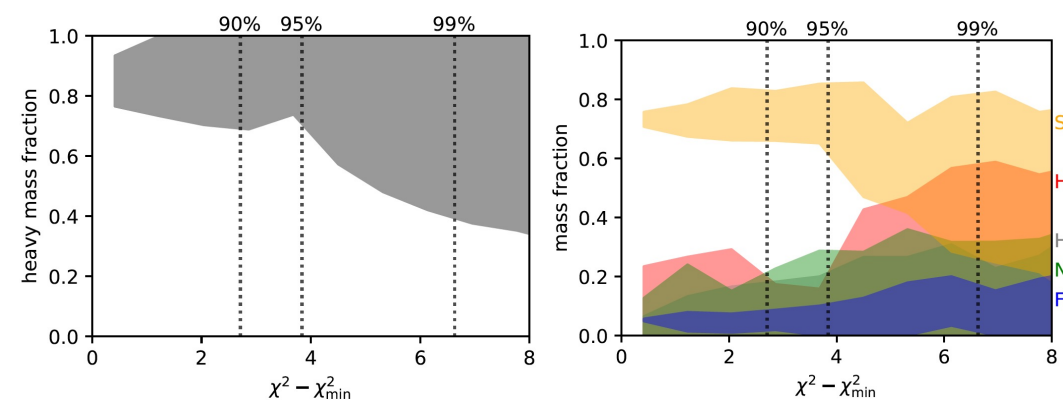 90% 95% 99%
1.0
0.8
0.6
0.4
0.2
0.0
heavy mass fraction
0 2 4 6 8
χ² − χ²min
90% 95% 99%
1.0
0.8
0.6
0.4
0.2
0.0
mass fraction
0 2 4 6 8
χ² − χ²min
S
H
H
N
F